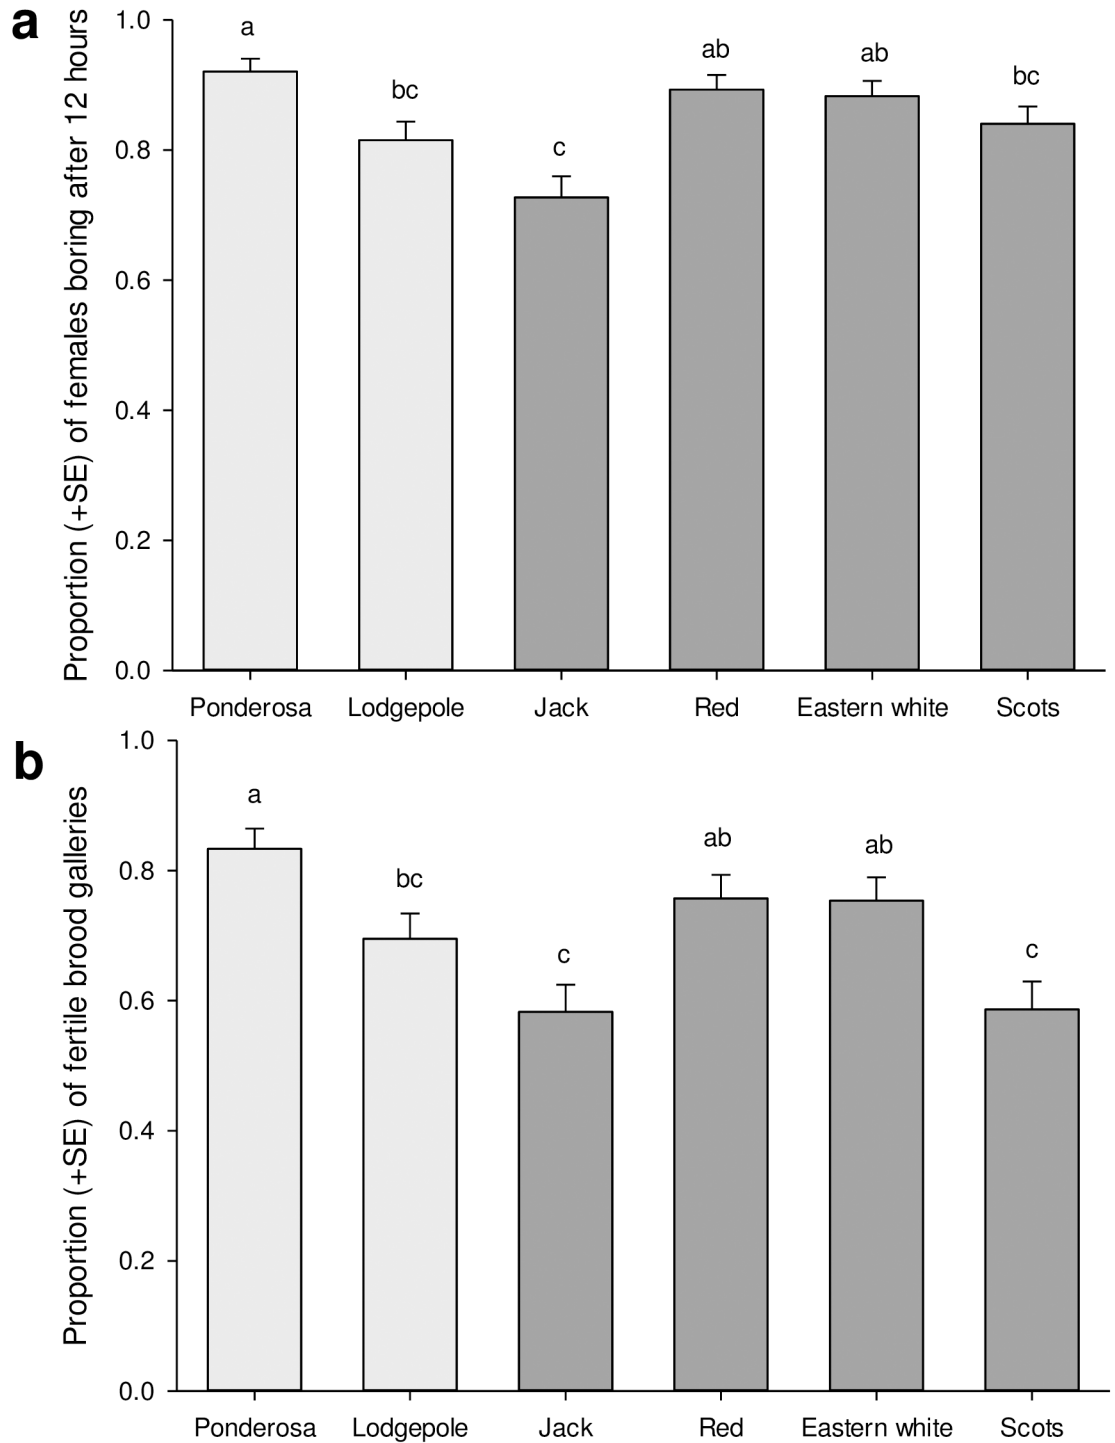 a
Proportion (+SE) of females boring after 12 hours
1.0
0.8
0.6
0.4
0.2
0.0
a
bc
c
ab
ab
bc
Ponderosa
Lodgepole
Jack
Red
Eastern white
Scots
b
Proportion (+SE) of fertile brood galleries
1.0
0.8
0.6
0.4
0.2
0.0
a
bc
c
ab
ab
c
Ponderosa
Lodgepole
Jack
Red
Eastern white
Scots